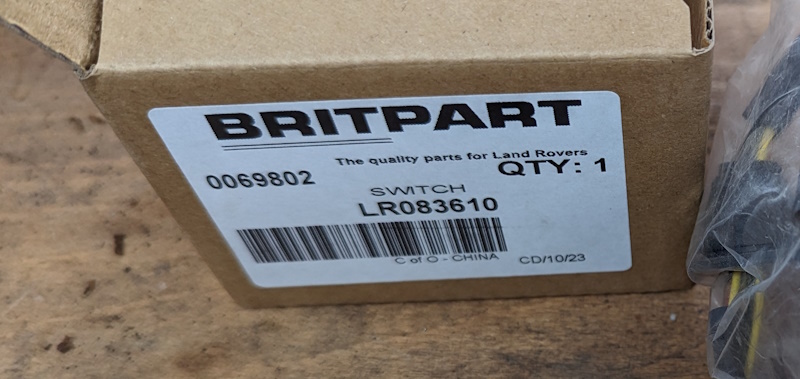 BRITPART
The quality parts for Land Rovers
0069802 QTY: 1
SWITCH
LR083610
C of O - CHINA CD/10/23